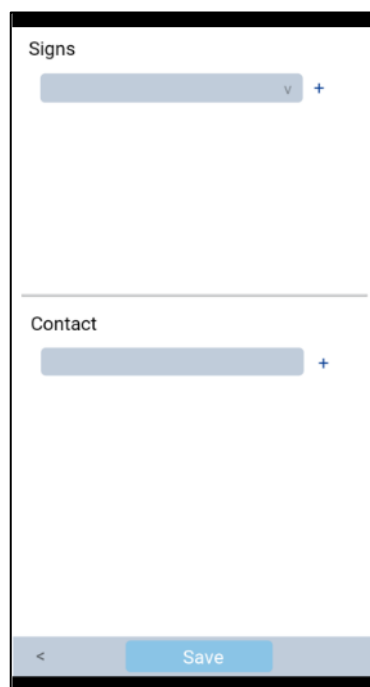 Signs
v +
Contact
+
< Save